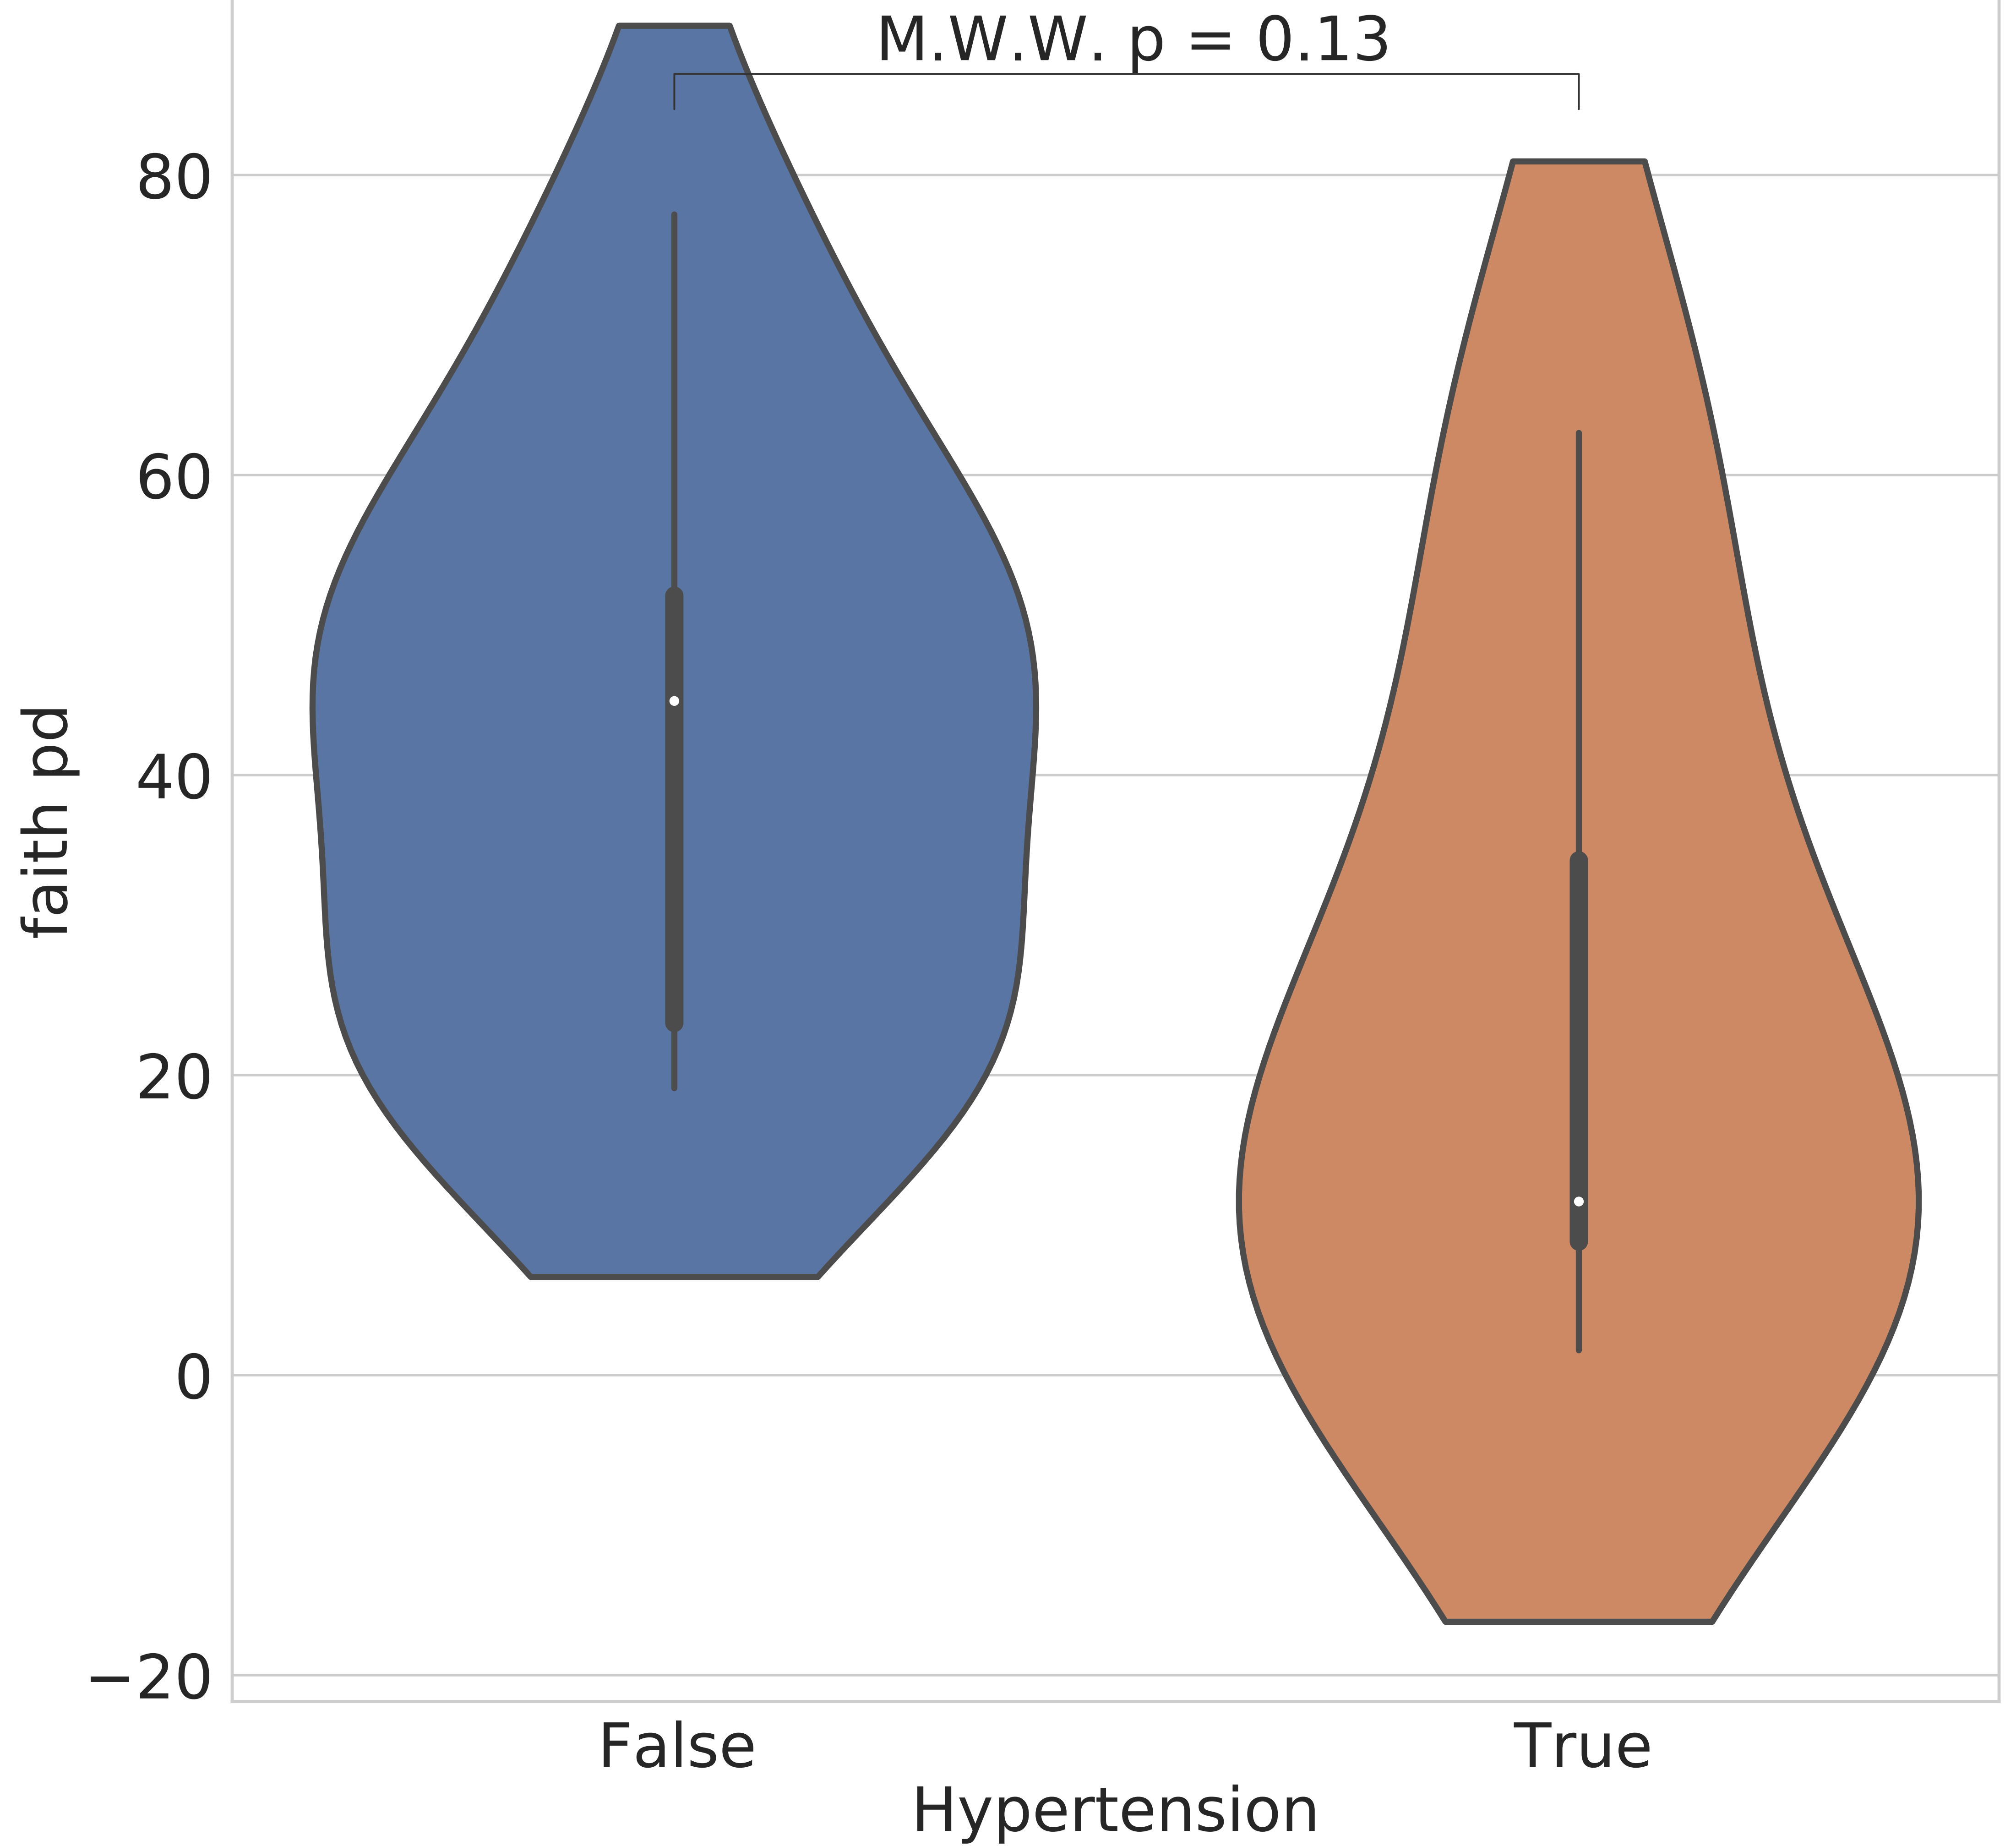 M.W.W. p = 0.13
80
60
40
20
0
−20
faith pd
False
True
Hypertension